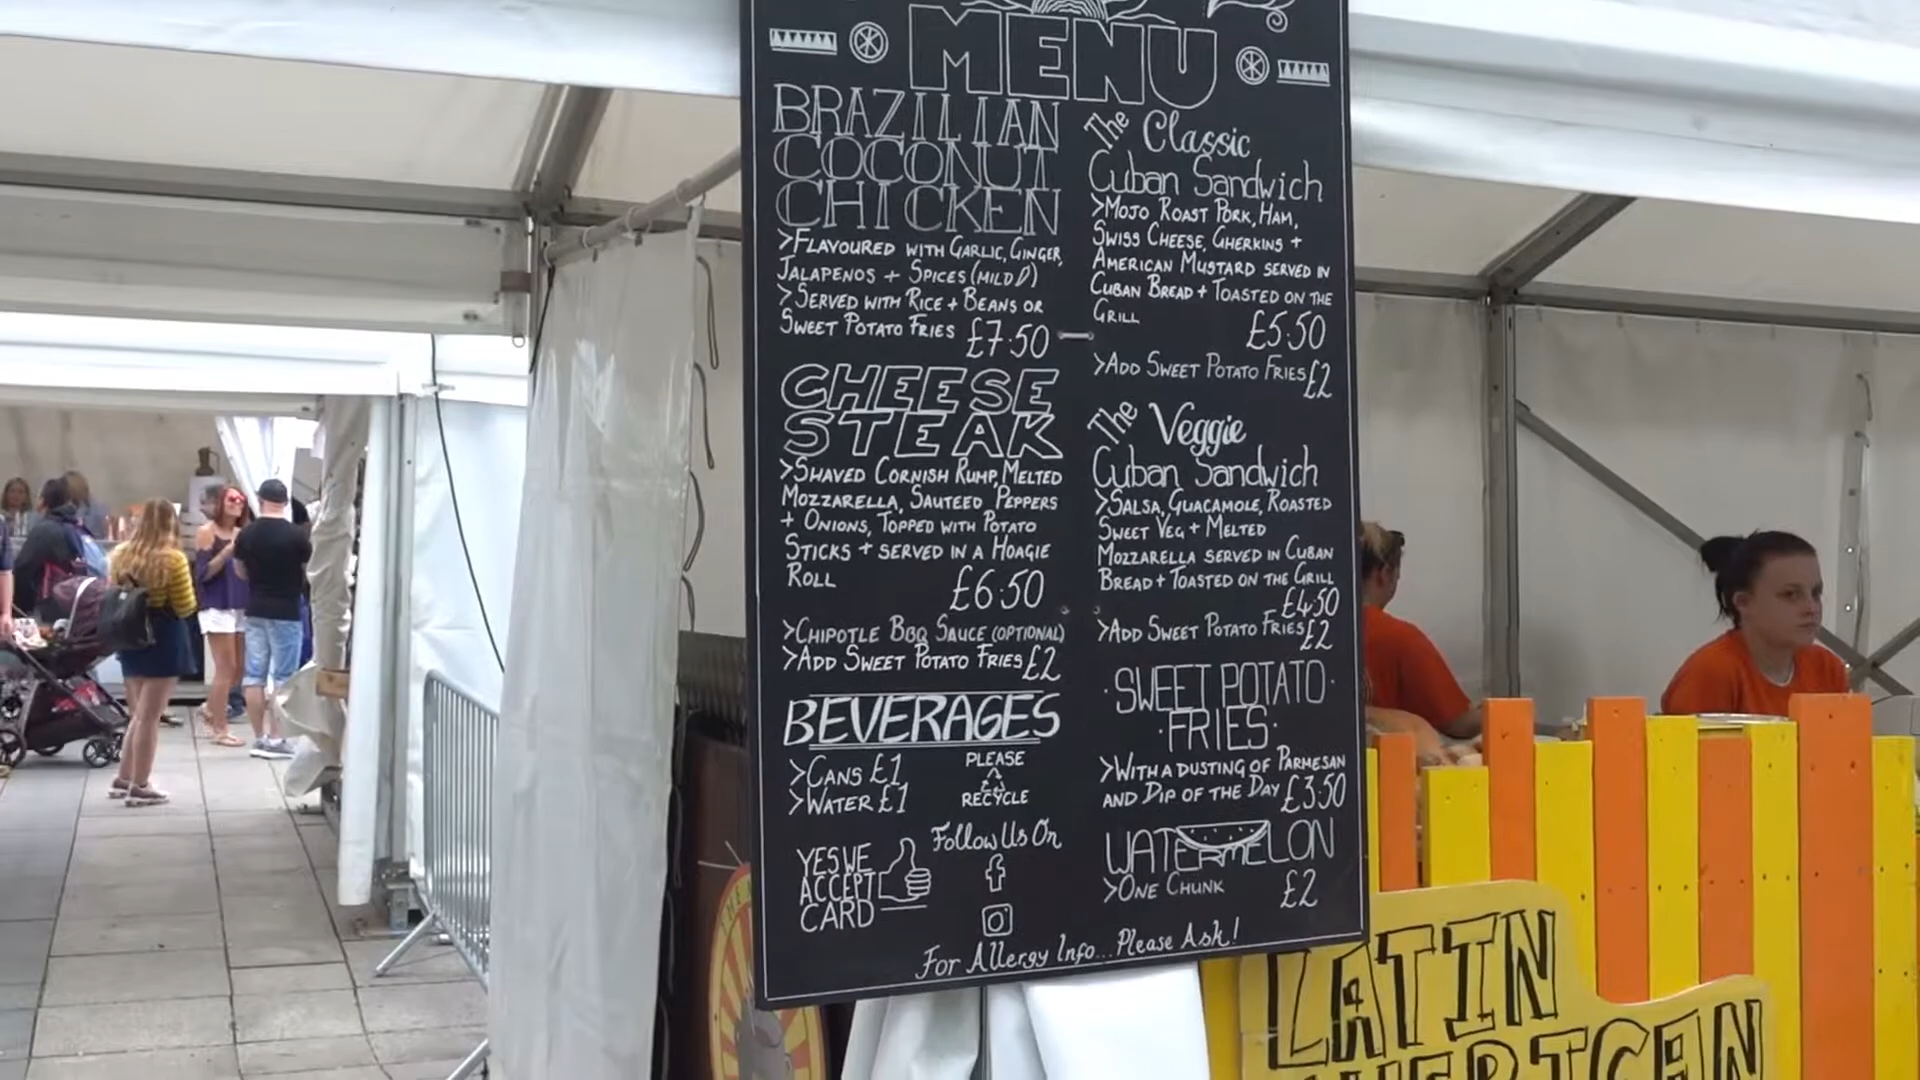 MENU
BRAZILIAN
COCONUT
CHICKEN
>FLAVOURED WITH GARLIC, GINGER,
JALAPENOS + SPICES (MILD)
>SERVED WITH RICE + BEANS OR
SWEET POTATO FRIES £7.50
CHEESE
STEAK
>SHAVED CORNISH RUMP, MELTED
MOZZARELLA, SAUTEED PEPPERS
+ ONIONS, TOPPED WITH POTATO
STICKS + SERVED IN A HOAGIE
ROLL
£6.50
>CHIPOTLE BBQ SAUCE (OPTIONAL)
>ADD SWEET POTATO FRIES £2
BEVERAGES
>CANS £1
>WATER £1
PLEASE
RECYCLE
YES WE
ACCEPT
CARD
Follow Us On
The Classic
Cuban Sandwich
>MOJO ROAST PORK, HAM,
SWISS CHEESE, GHERKINS +
AMERICAN MUSTARD SERVED IN
CUBAN BREAD + TOASTED ON THE
GRILL
£5.50
>ADD SWEET POTATO FRIES £2
The Veggie
Cuban Sandwich
>SALSA, GUACAMOLE, ROASTED
SWEET VEG + MELTED
MOZZARELLA SERVED IN CUBAN
BREAD + TOASTED ON THE GRILL
£4.50
>ADD SWEET POTATO FRIES £2
·SWEET POTATO·
·FRIES·
>WITH A DUSTING OF PARMESAN
AND DIP OF THE DAY £3.50
WATERMELON
>ONE CHUNK £2
For Allergy Info...Please Ask!
LATIN
AMERICAN